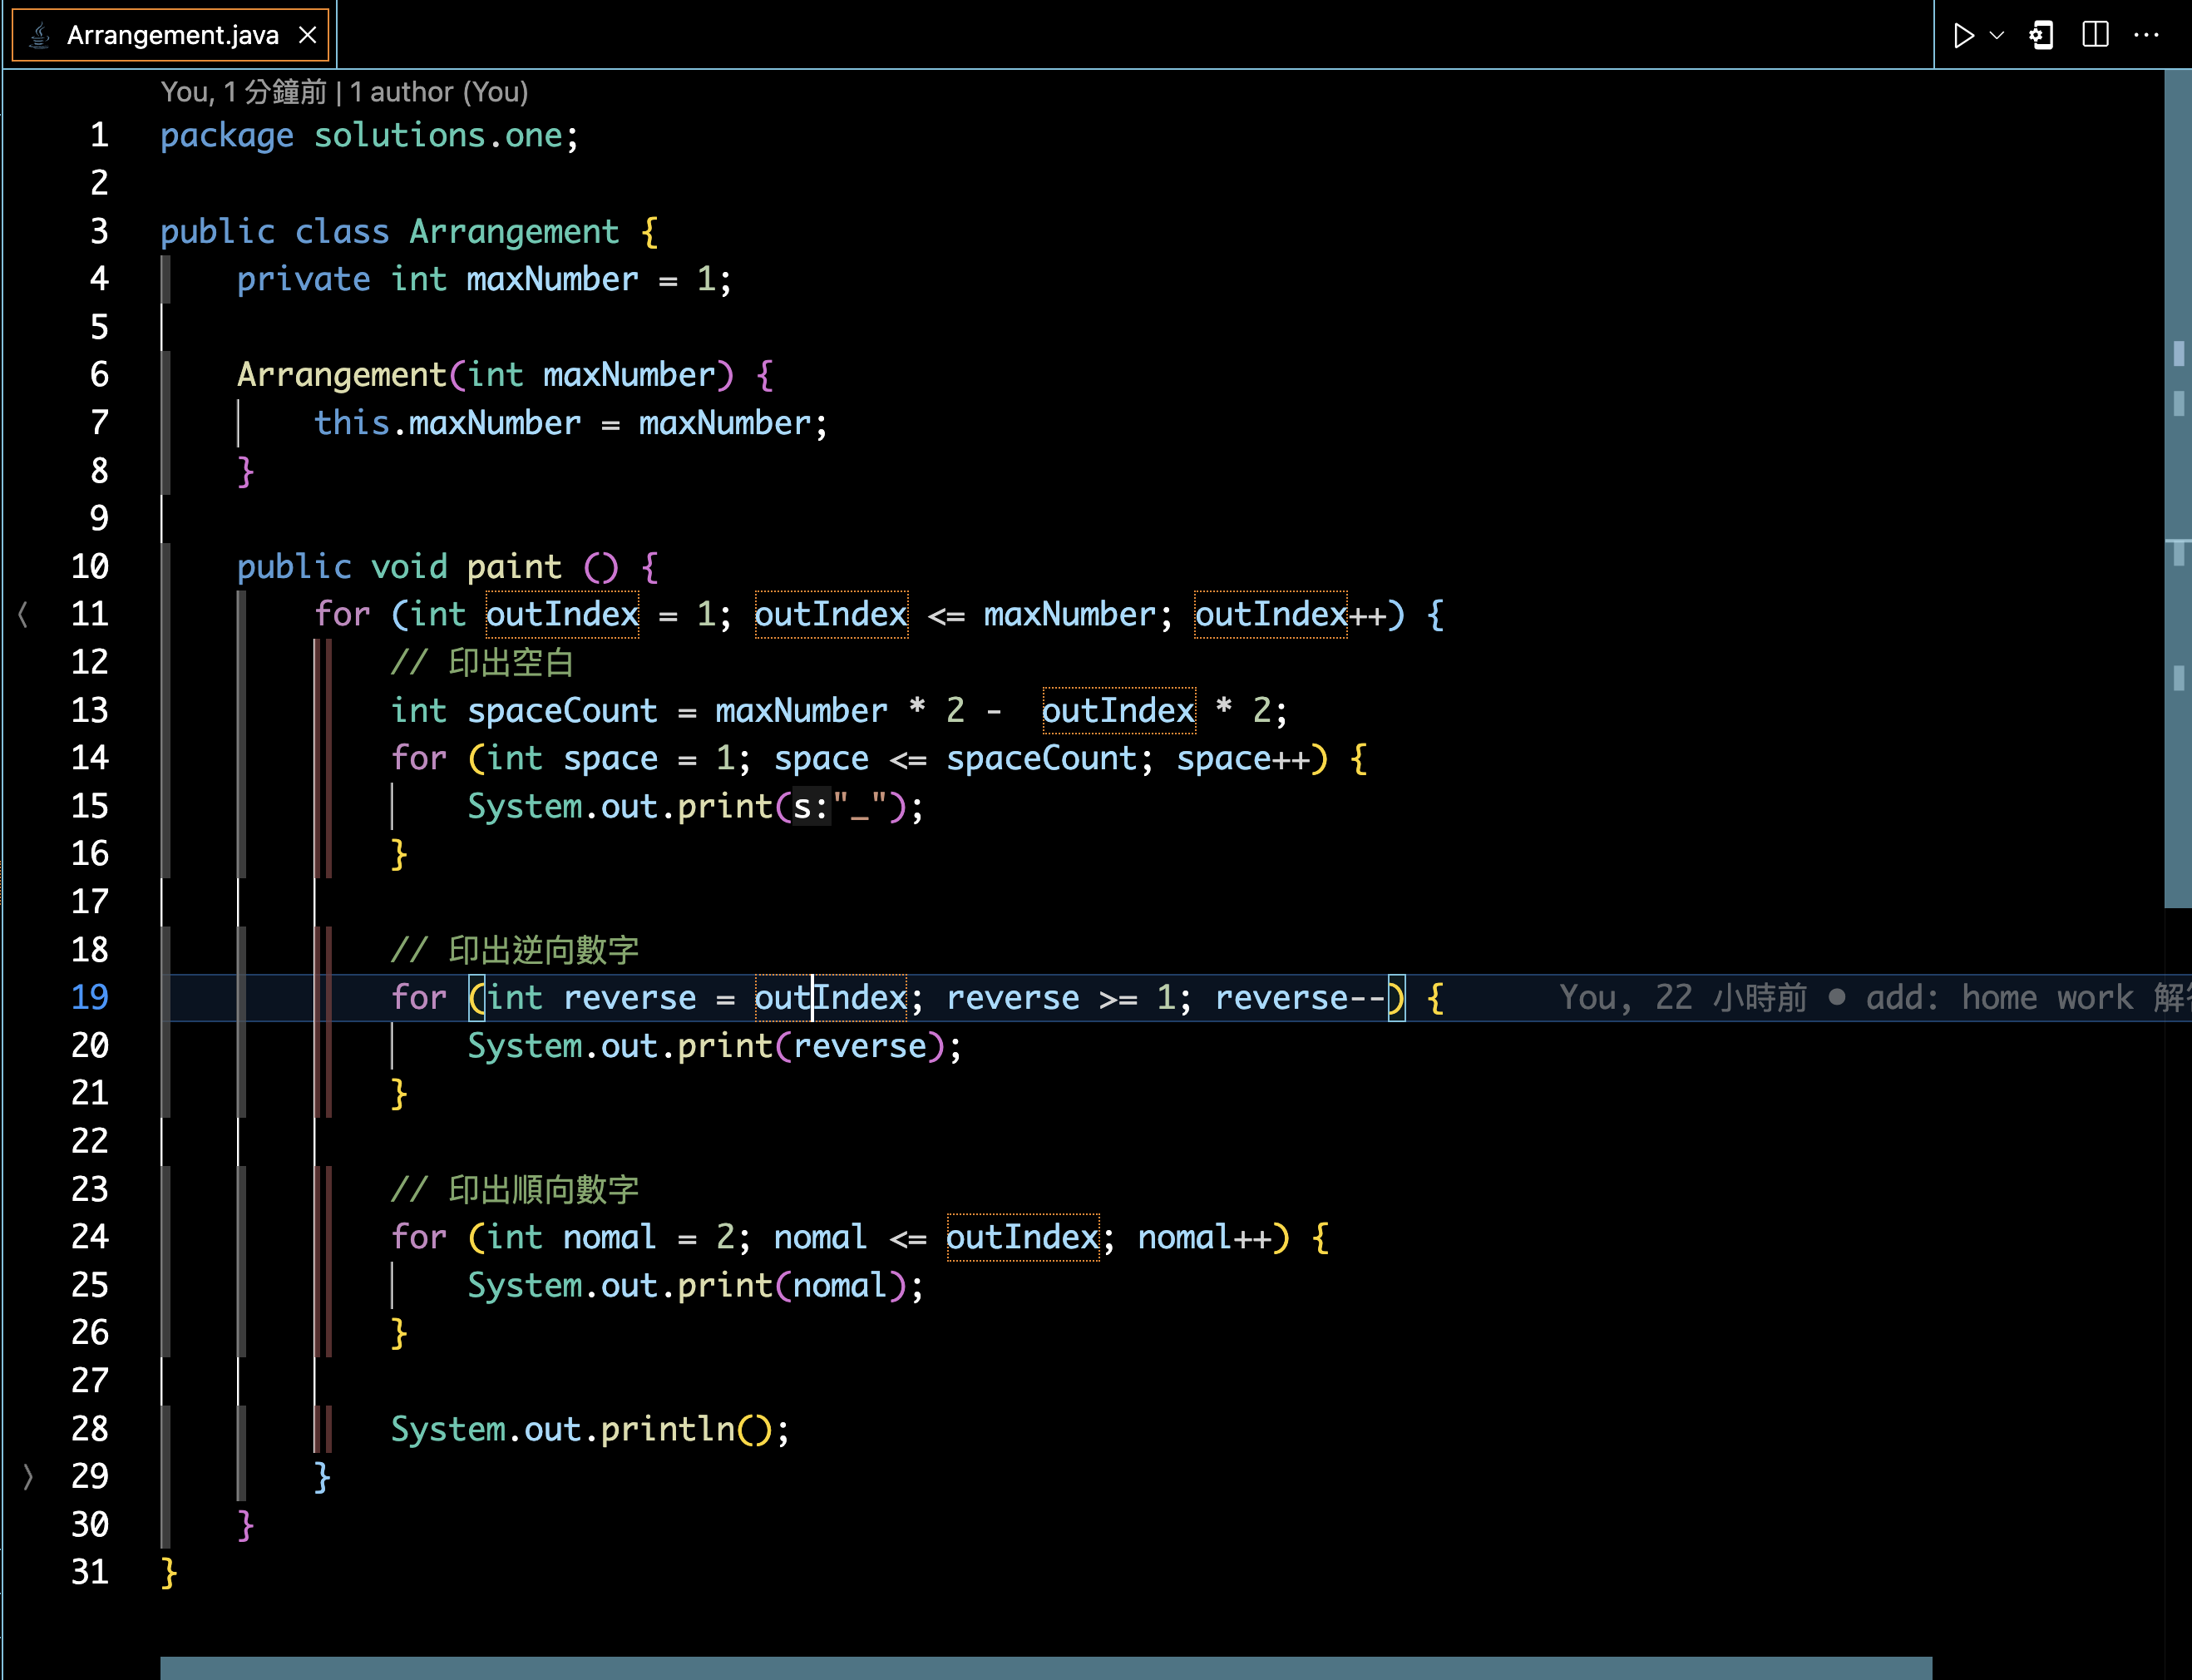 Arrangement.java
You, 1 分鐘前 | 1 author (You)
1 package solutions.one;
2
3 public class Arrangement {
4     private int maxNumber = 1;
5
6     Arrangement(int maxNumber) {
7         this.maxNumber = maxNumber;
8     }
9
10     public void paint () {
11         for (int outIndex = 1; outIndex <= maxNumber; outIndex++) {
12             // 印出空白
13             int spaceCount = maxNumber * 2 -  outIndex * 2;
14             for (int space = 1; space <= spaceCount; space++) {
15                 System.out.print(s:"_");
16             }
17
18             // 印出逆向數字
19             for (int reverse = outIndex; reverse >= 1; reverse--) {      You, 22 小時前 • add: home work 解
20                 System.out.print(reverse);
21             }
22
23             // 印出順向數字
24             for (int nomal = 2; nomal <= outIndex; nomal++) {
25                 System.out.print(nomal);
26             }
27
28             System.out.println();
29         }
30     }
31 }